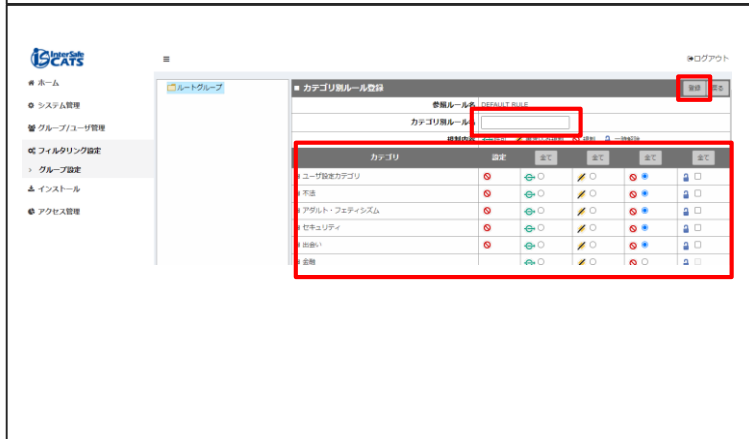 InterSafe
CATS
ログアウト
ホーム
システム管理
グループ/ユーザ管理
フィルタリング設定
グループ設定
インストール
アクセス管理
ルートグループ
■ カテゴリ別ルール登録
登録
戻る
参照ルール名 DEFAULT RULE
カテゴリ別ルール名
規制内容
カテゴリ 設定 全て 全て 全て 全て
ユーザ設定カテゴリ
不法
アダルト・フェティシズム
セキュリティ
出会い
金融